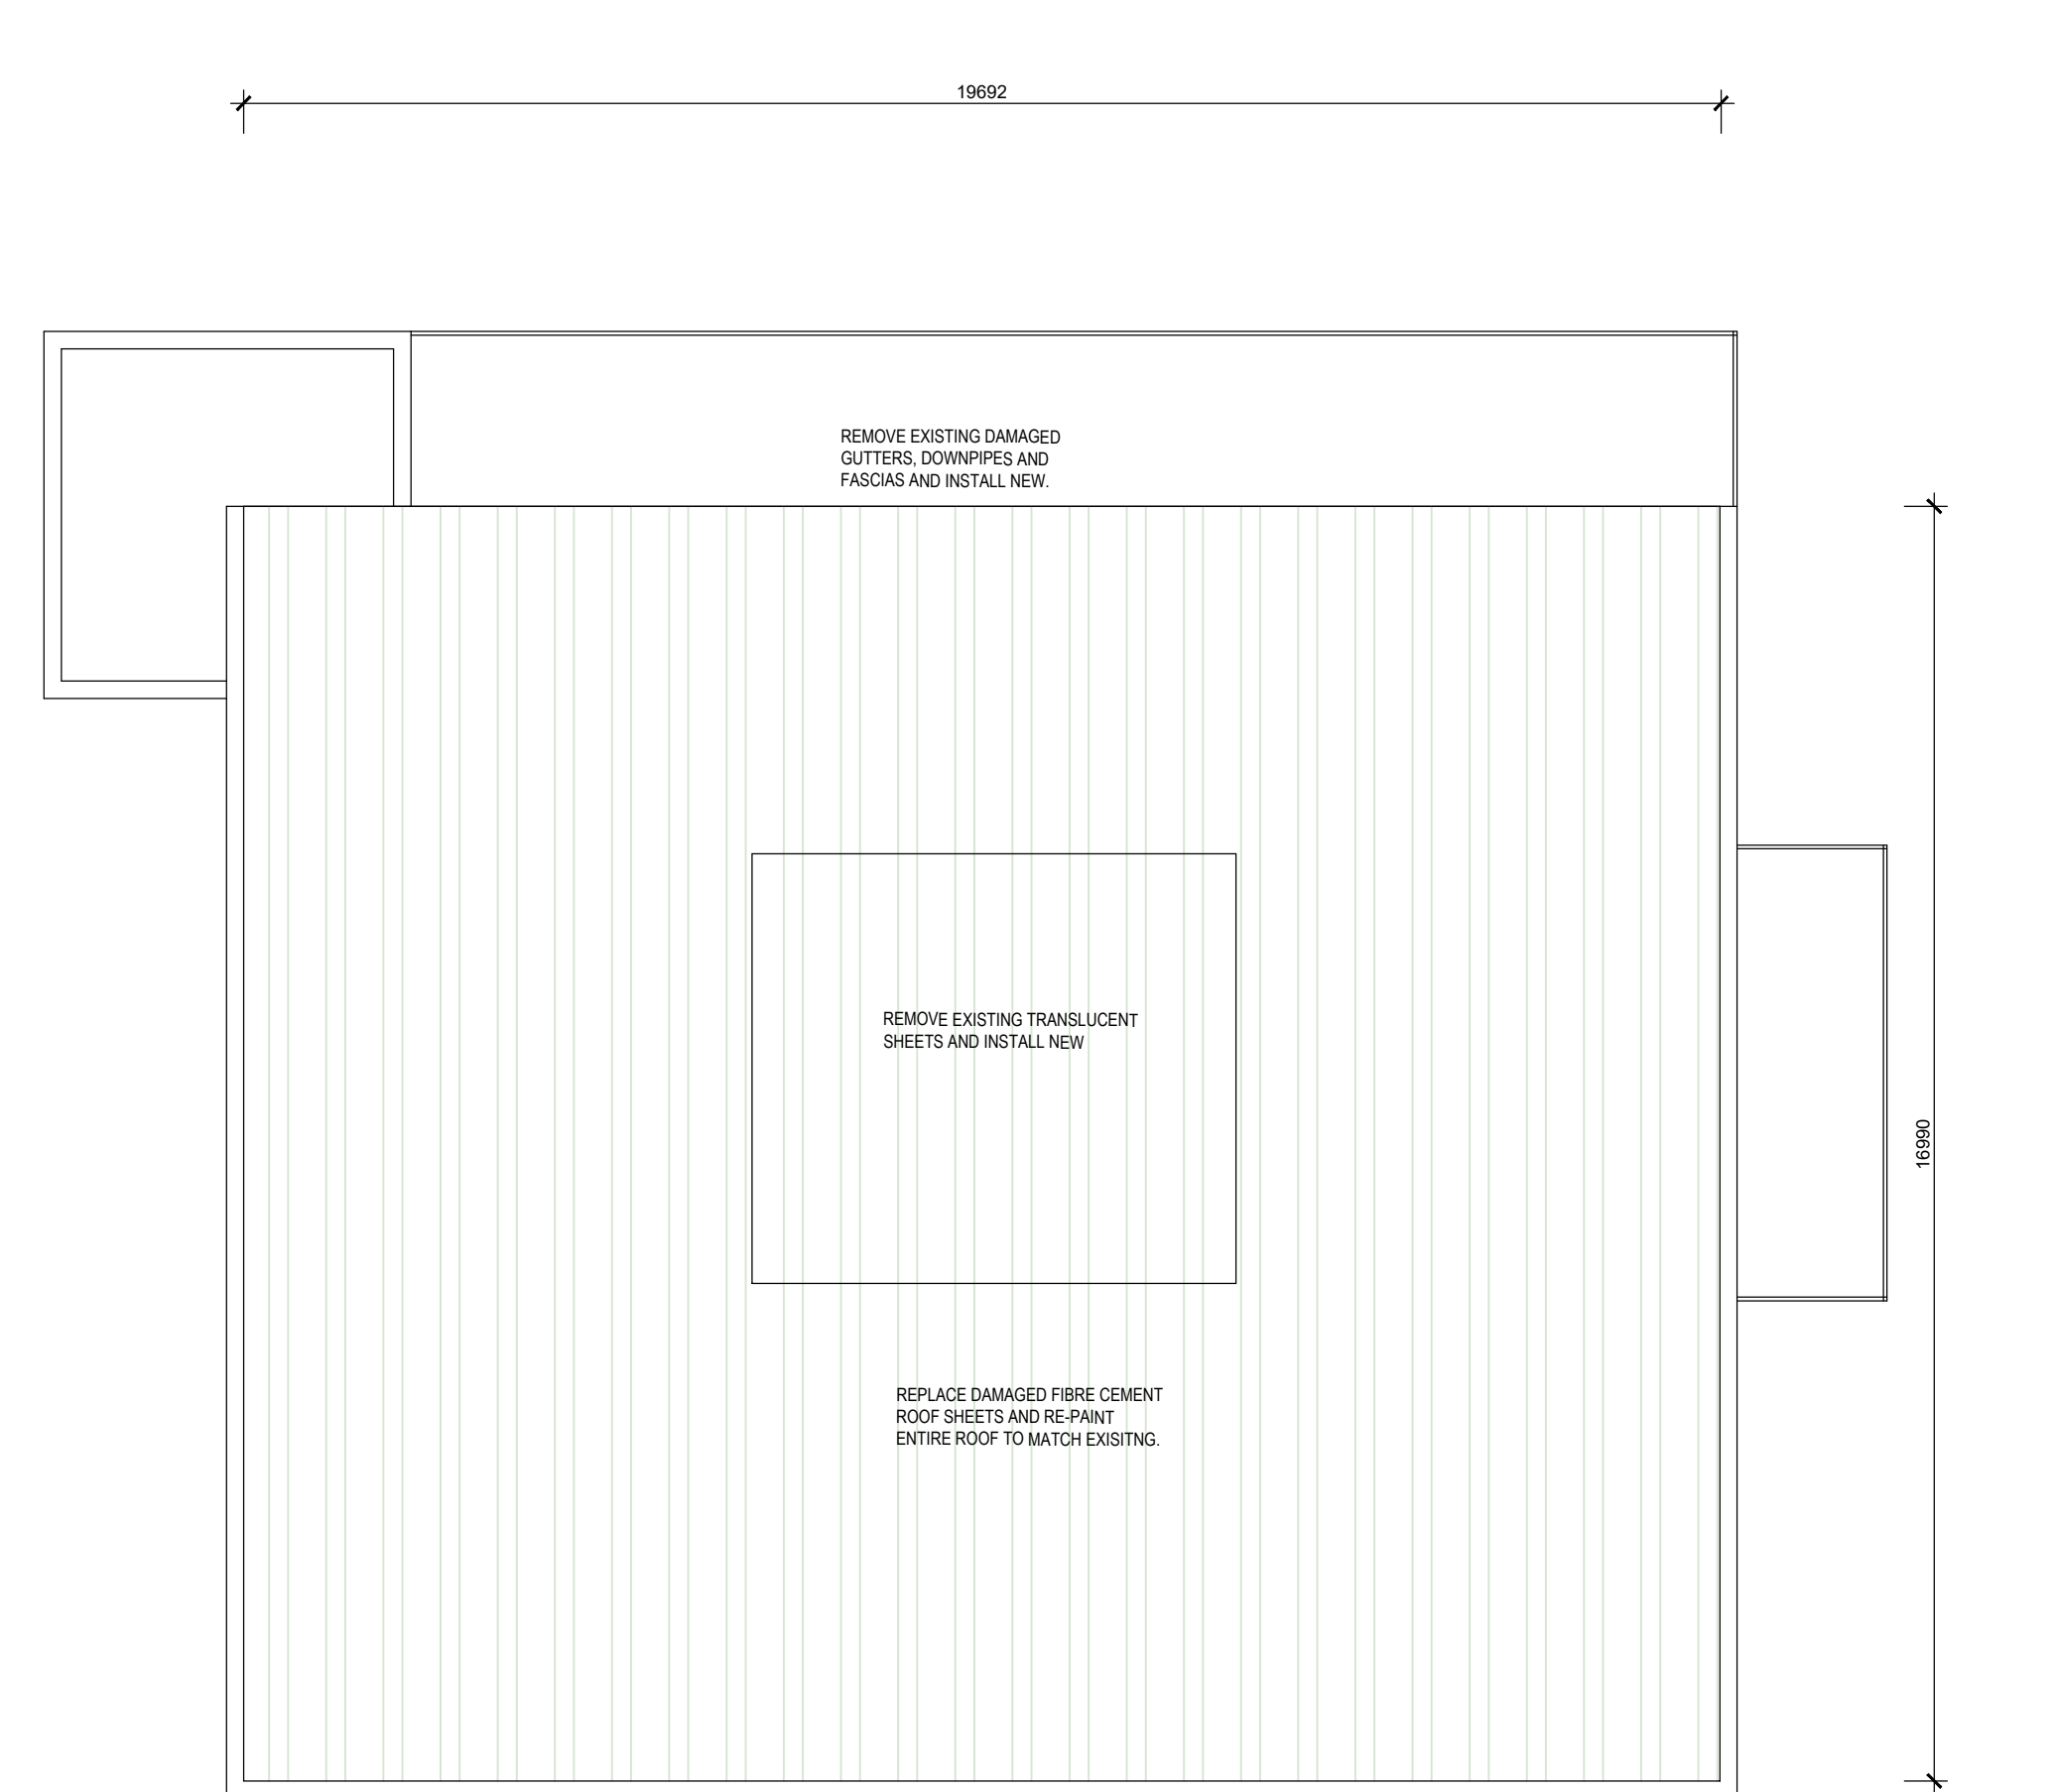 19692
REMOVE EXISTING DAMAGED
GUTTERS, DOWNPIPES AND
FASCIAS AND INSTALL NEW.
REMOVE EXISTING TRANSLUCENT
SHEETS AND INSTALL NEW
16990
REPLACE DAMAGED FIBRE CEMENT
ROOF SHEETS AND RE-PAINT
ENTIRE ROOF TO MATCH EXISITNG.